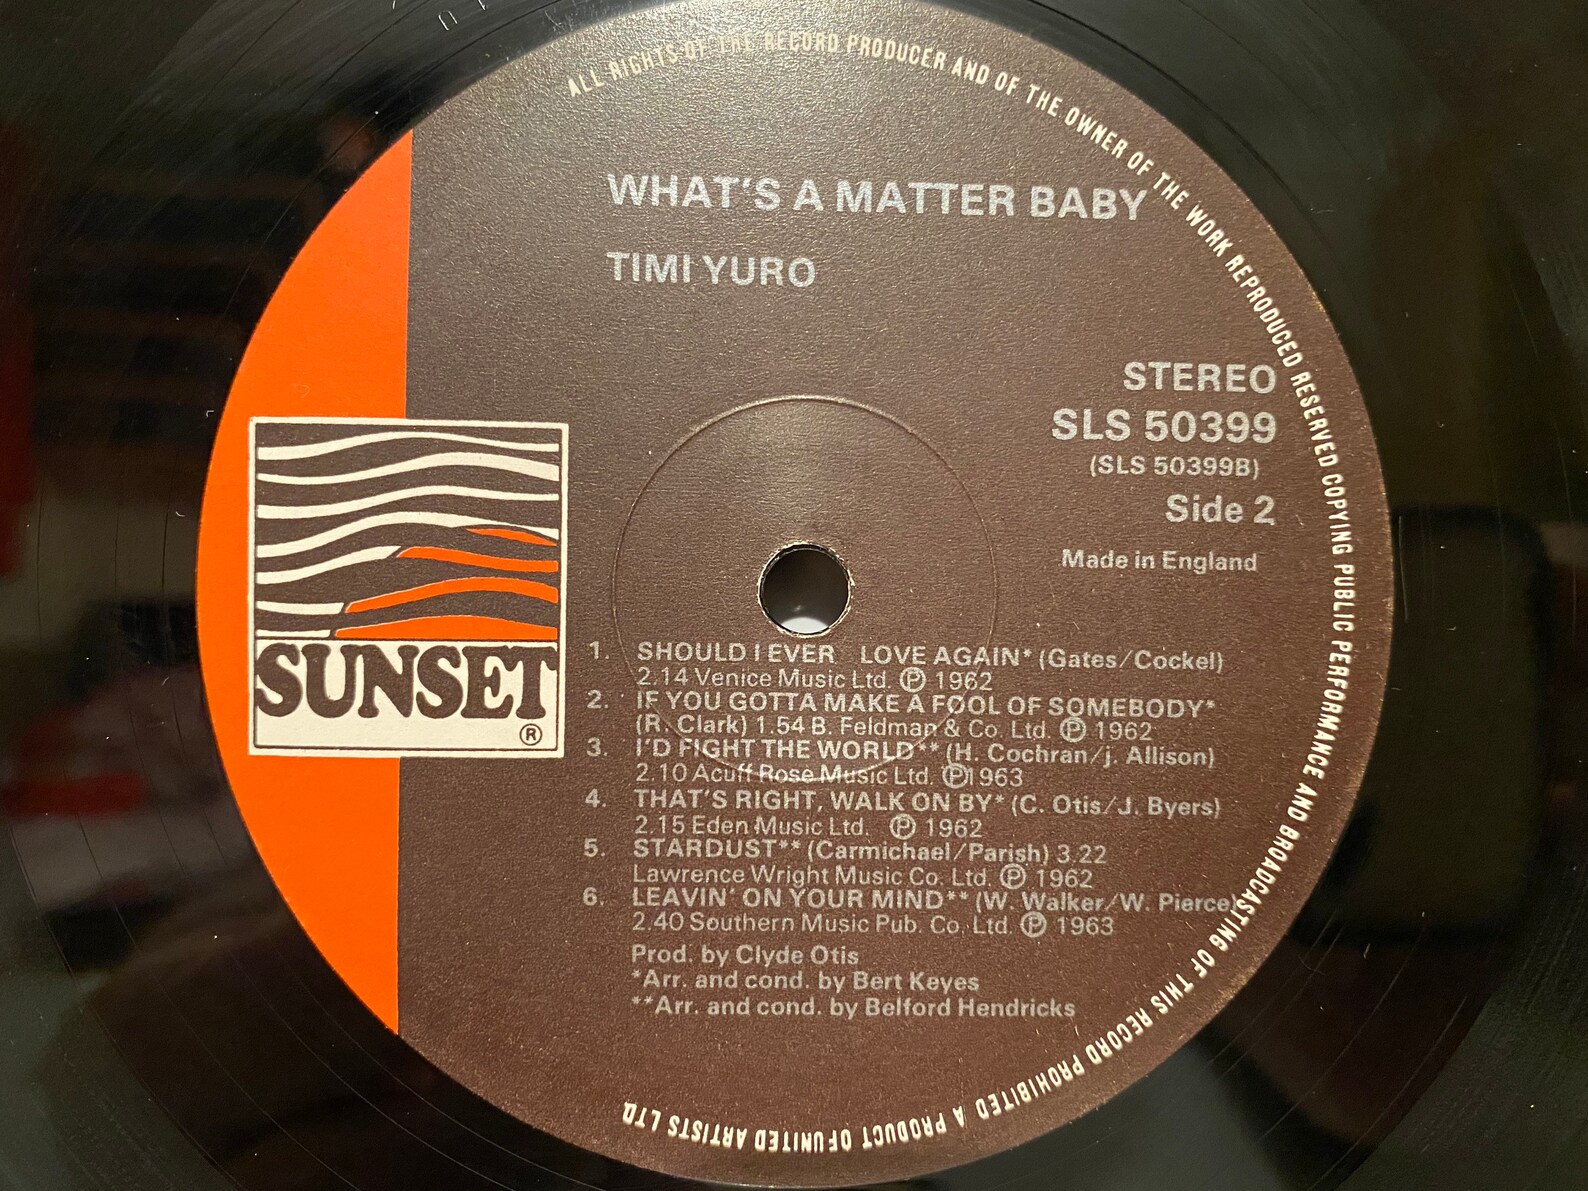 ALL RIGHTS OF THE RECORD PRODUCER AND OF THE OWNER OF THE WORK REPRODUCED RESERVED COPYING PUBLIC PERFORMANCE AND BROADCASTING OF THIS RECORD PROHIBITED A PRODUCT OF UNITED ARTISTS LTD.
WHAT'S A MATTER BABY
TIMI YURO
STEREO
SLS 50399
(SLS 50399B)
Side 2
Made in England
SUNSET
®
1. SHOULD I EVER LOVE AGAIN* (Gates/Cockel)
2.14 Venice Music Ltd. ℗ 1962
2. IF YOU GOTTA MAKE A FOOL OF SOMEBODY*
(R. Clark) 1.54 B. Feldman & Co. Ltd. ℗ 1962
3. I'D FIGHT THE WORLD** (H. Cochran/j. Allison)
2.10 Acuff Rose Music Ltd. ℗1963
4. THAT'S RIGHT, WALK ON BY* (C. Otis/J. Byers)
2.15 Eden Music Ltd. ℗ 1962
5. STARDUST** (Carmichael/Parish) 3.22
Lawrence Wright Music Co. Ltd. ℗ 1962
6. LEAVIN' ON YOUR MIND** (W. Walker/W. Pierce)
2.40 Southern Music Pub. Co. Ltd. ℗ 1963
Prod. by Clyde Otis
*Arr. and cond. by Bert Keyes
**Arr. and cond. by Belford Hendricks